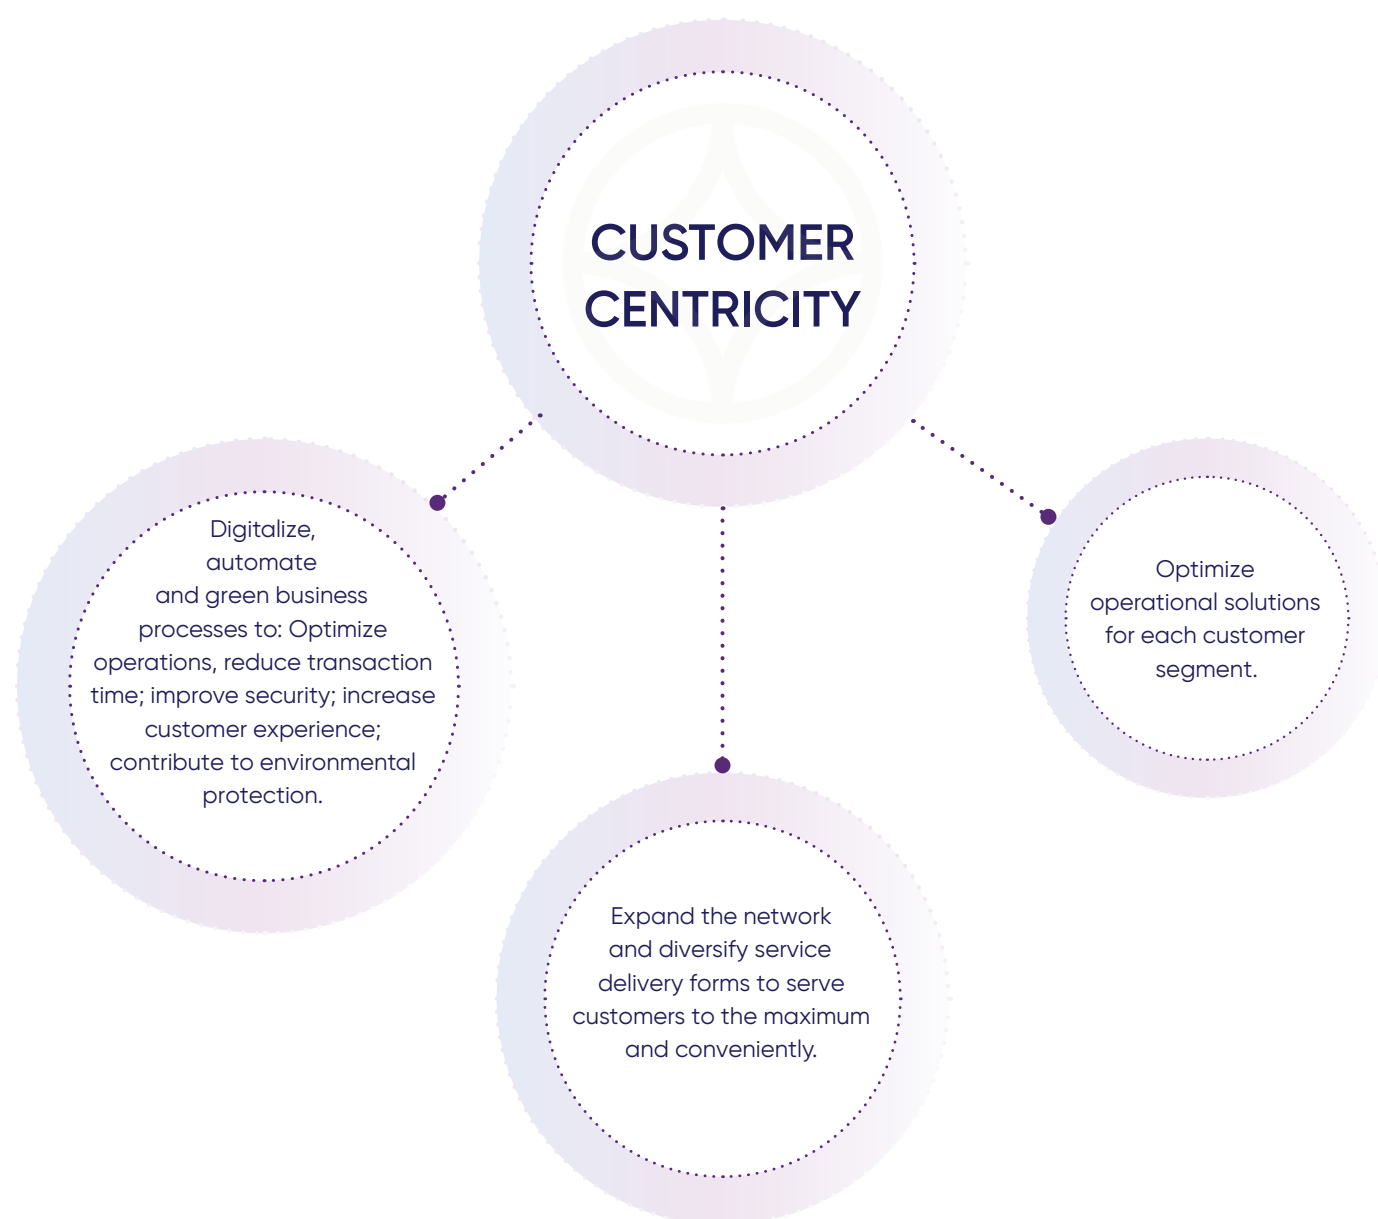 CUSTOMER
CENTRICITY
Digitalize,
automate
and green business
processes to: Optimize
operations, reduce transaction
time; improve security; increase
customer experience;
contribute to environmental
protection.
Expand the network
and diversify service
delivery forms to serve
customers to the maximum
and conveniently.
Optimize
operational solutions
for each customer
segment.